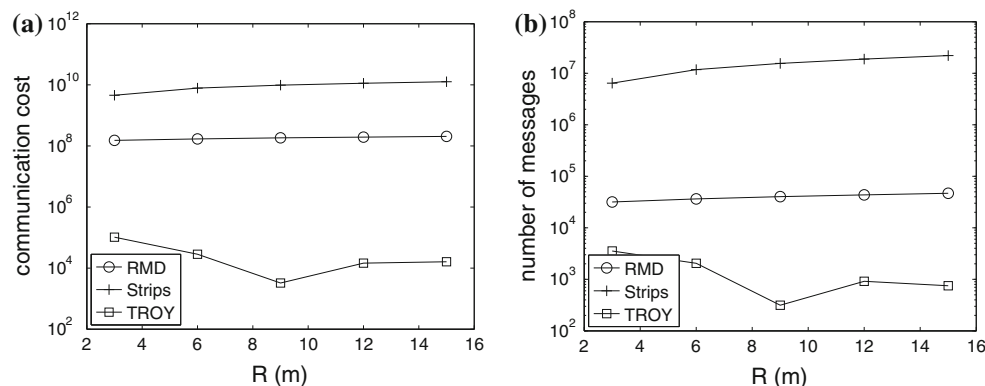 (a)
communication cost
10^12
10^10
10^8
10^6
10^4
10^2
2 4 6 8 10 12 14 16
R (m)
RMD
Strips
TROY
(b)
number of messages
10^8
10^7
10^6
10^5
10^4
10^3
10^2
2 4 6 8 10 12 14 16
R (m)
RMD
Strips
TROY